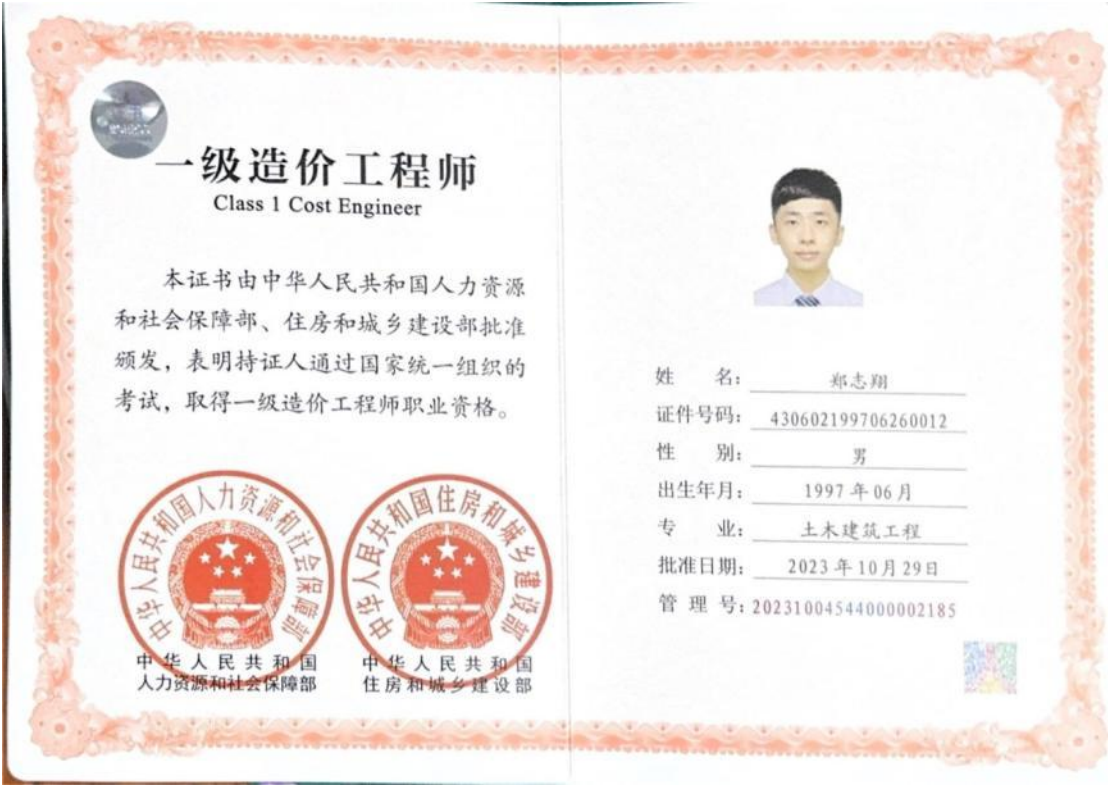 一级造价工程师
Class 1 Cost Engineer
本证书由中华人民共和国人力资源
和社会保障部、住房和城乡建设部批准
颁发，表明持证人通过国家统一组织的
考试，取得一级造价工程师职业资格。
中华人民共和国人力资源和社会保障部
中华人民共和国住房和城乡建设部
中华人民共和国
人力资源和社会保障部
中华人民共和国
住房和城乡建设部
姓 名：郑志翔
证件号码：430602199706260012
性 别：男
出生年月：1997年06月
专 业：土木建筑工程
批准日期：2023年10月29日
管 理 号：20231004544000002185